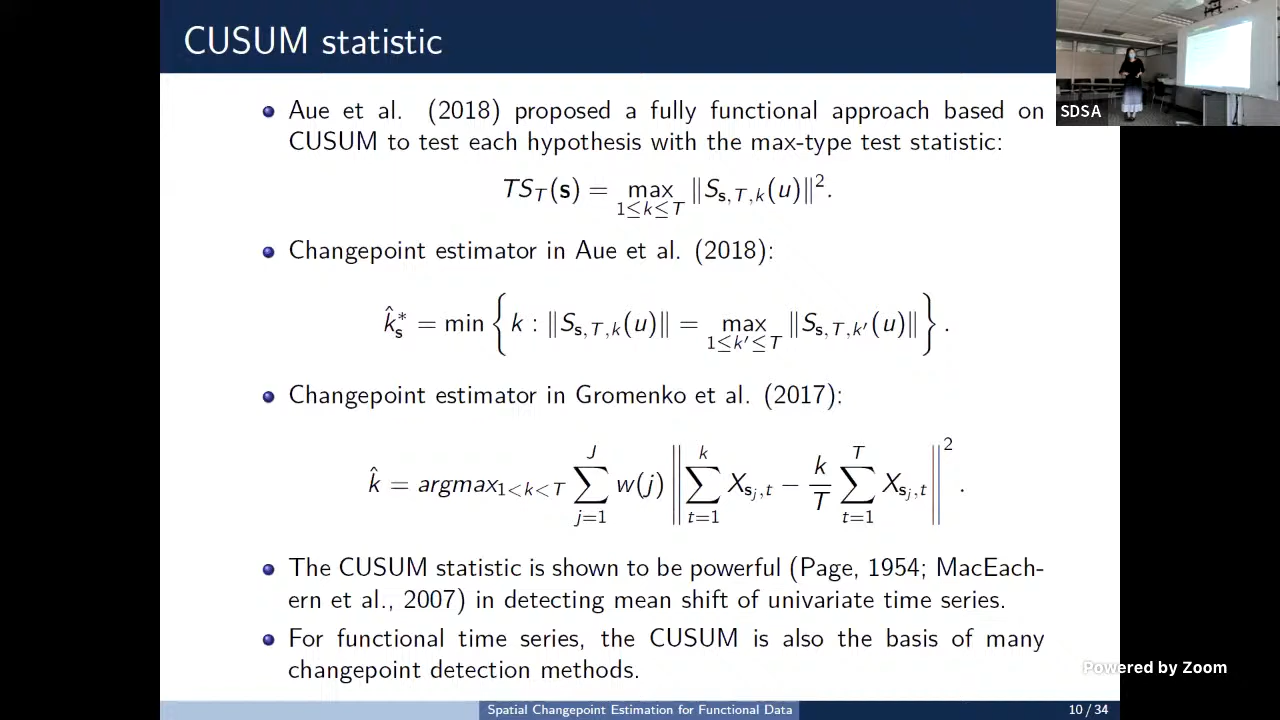 CUSUM statistic
SDSA
Aue et al. (2018) proposed a fully functional approach based on
CUSUM to test each hypothesis with the max-type test statistic:
TS_T(s) = max_{1≤k≤T} ‖S_{s,T,k}(u)‖².
Changepoint estimator in Aue et al. (2018):
k̂*_s = min { k : ‖S_{s,T,k}(u)‖ = max_{1≤k′≤T} ‖S_{s,T,k′}(u)‖ } .
Changepoint estimator in Gromenko et al. (2017):
k̂ = argmax_{1<k<T} ∑_{j=1}^{J} w(j) ‖ ∑_{t=1}^{k} X_{s_j,t} − k/T ∑_{t=1}^{T} X_{s_j,t} ‖² .
The CUSUM statistic is shown to be powerful (Page, 1954; MacEach-
ern et al., 2007) in detecting mean shift of univariate time series.
For functional time series, the CUSUM is also the basis of many
changepoint detection methods.
Powered by Zoom
Spatial Changepoint Estimation for Functional Data
10 / 34